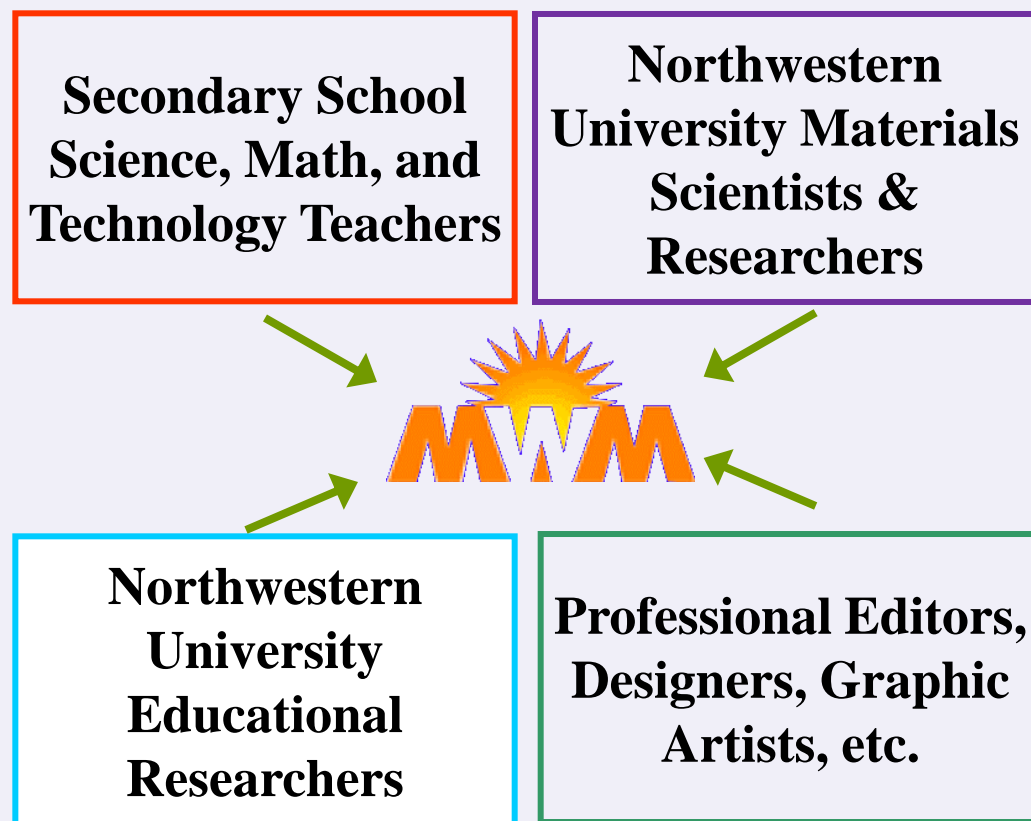 Secondary School
Science, Math, and
Technology Teachers
Northwestern
University Materials
Scientists &
Researchers
MWM
Northwestern
University
Educational
Researchers
Professional Editors,
Designers, Graphic
Artists, etc.